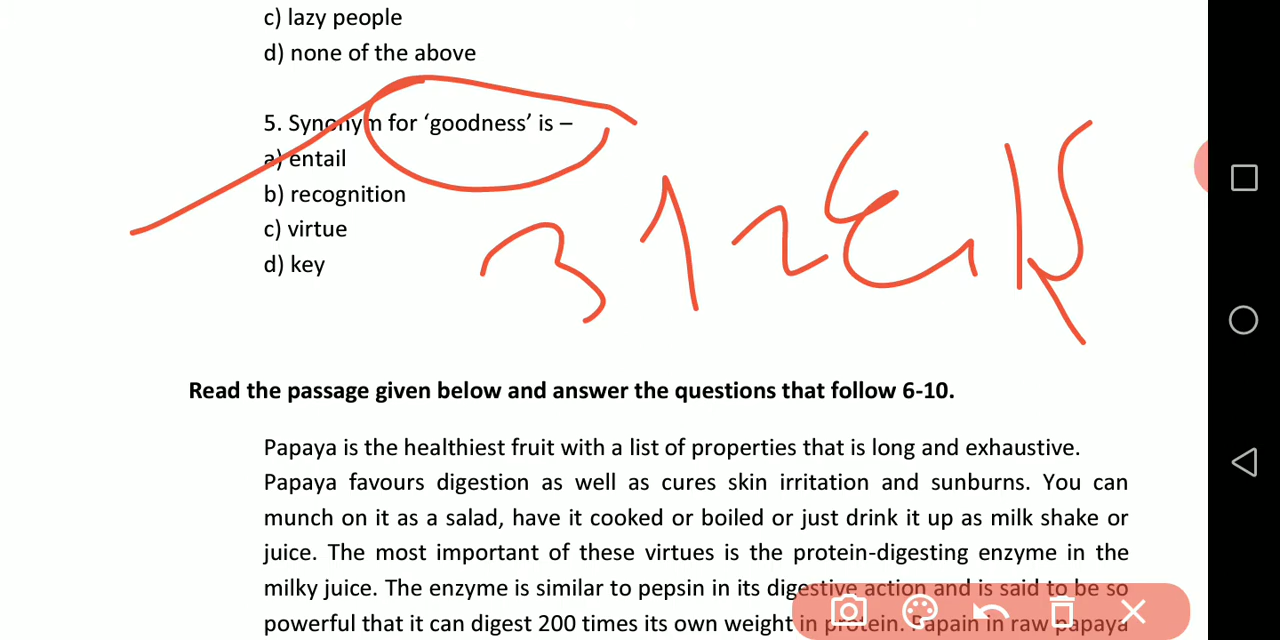 c) lazy people
d) none of the above
5. Synonym for ‘goodness’ is –
a) entail
b) recognition
c) virtue
d) key
Read the passage given below and answer the questions that follow 6-10.
Papaya is the healthiest fruit with a list of properties that is long and exhaustive.
Papaya favours digestion as well as cures skin irritation and sunburns. You can
munch on it as a salad, have it cooked or boiled or just drink it up as milk shake or
juice. The most important of these virtues is the protein-digesting enzyme in the
milky juice. The enzyme is similar to pepsin in its digestive action and is said to be so
powerful that it can digest 200 times its own weight in protein. Papain in raw papaya